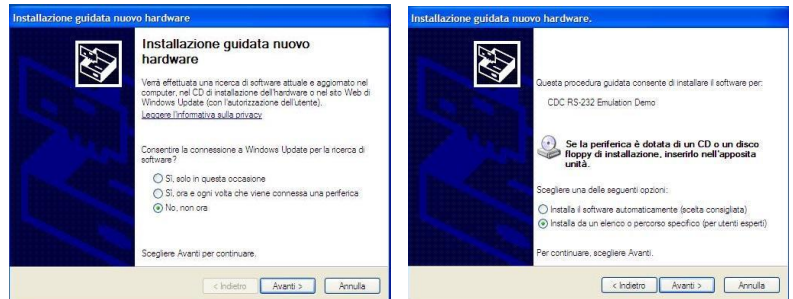 Installazione guidata nuovo hardware
Installazione guidata nuovo
hardware
Verrà effettuata una ricerca di software attuale e aggiornato nel
computer, nel CD di installazione dell'hardware o nel sito Web di
Windows Update (con l'autorizzazione dell'utente).
Leggere l'informativa sulla privacy
Consentire la connessione a Windows Update per la ricerca di
software?
Sì, solo in questa occasione
Sì, ora e ogni volta che viene connessa una periferica
No, non ora
Scegliere Avanti per continuare.
< Indietro
Avanti >
Annulla
Installazione guidata nuovo hardware.
Questa procedura guidata consente di installare il software per:
CDC RS-232 Emulation Demo
Se la periferica è dotata di un CD o un disco
floppy di installazione, inserirlo nell'apposita
unità.
Scegliere una delle seguenti opzioni:
Installa il software automaticamente (scelta consigliata)
Installa da un elenco o percorso specifico (per utenti esperti)
Per continuare, scegliere Avanti.
< Indietro
Avanti >
Annulla